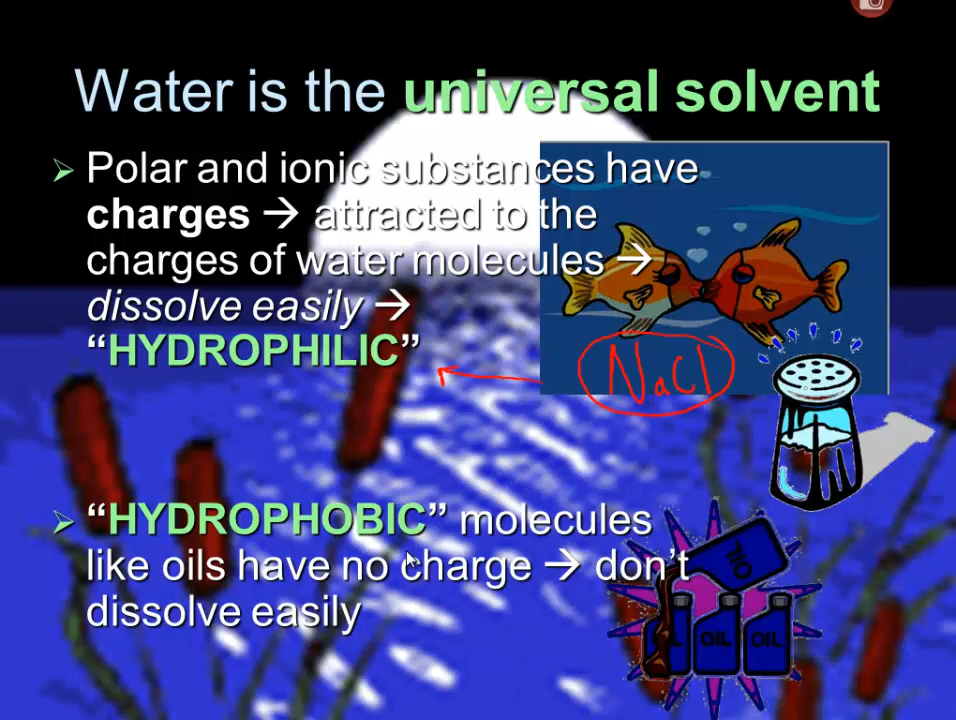 Water is the universal solvent
➢ Polar and ionic substances have
charges → attracted to the
charges of water molecules →
dissolve easily →
“HYDROPHILIC”
NaCl
➢ “HYDROPHOBIC” molecules
like oils have no charge → don’t
dissolve easily
OIL
OIL OIL